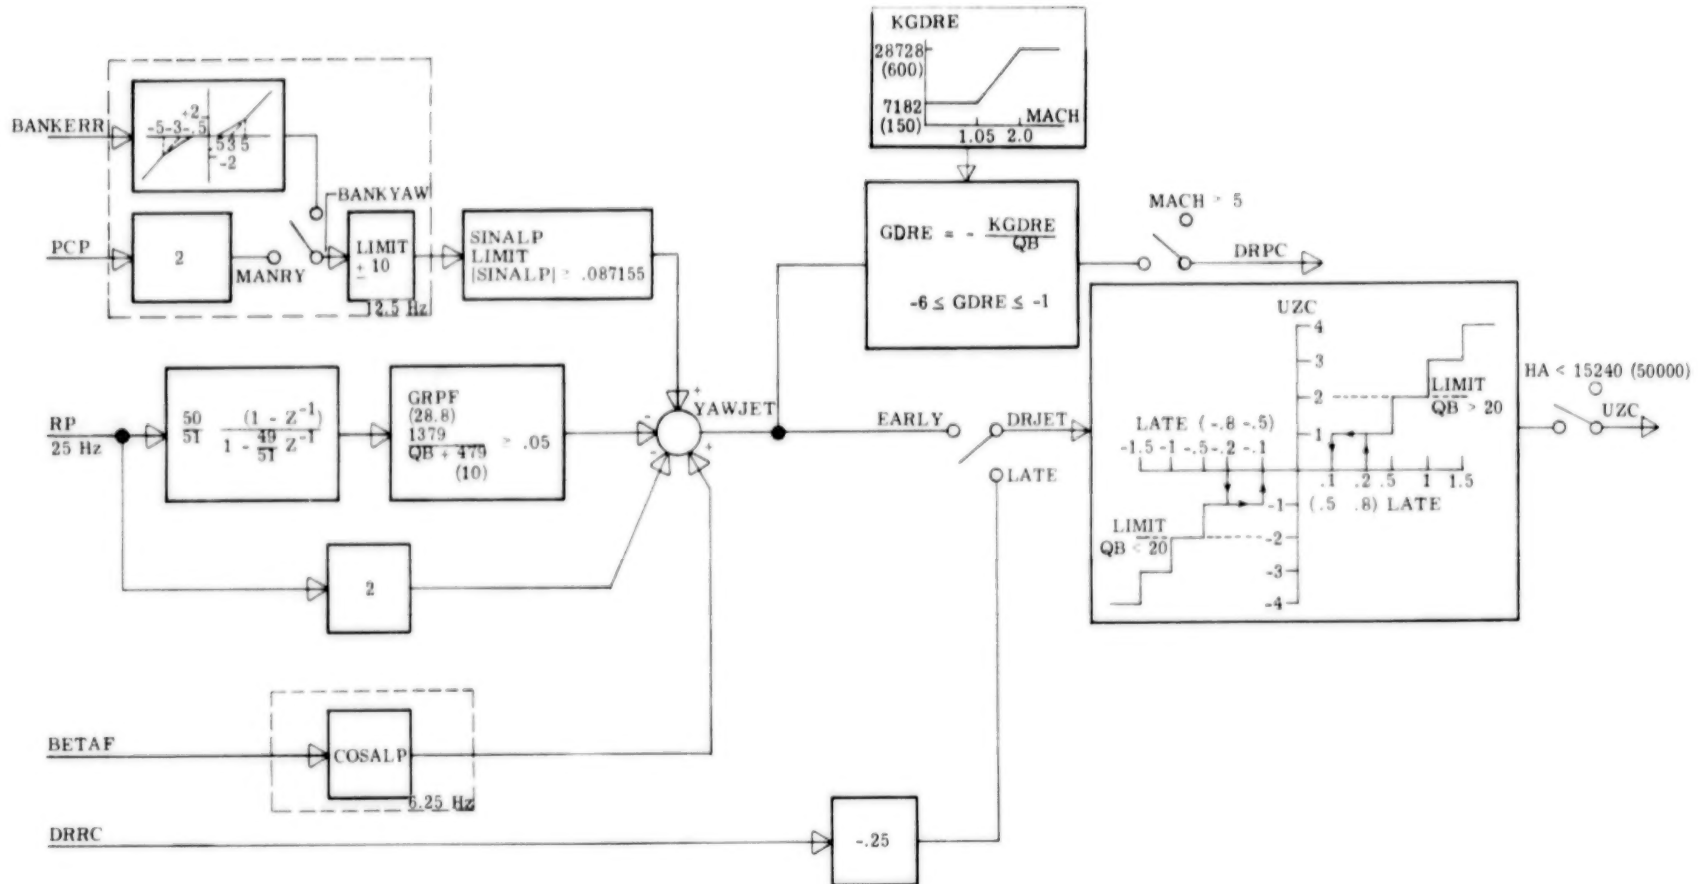 KGDRE
28728
(600)
7182
(150)
MACH
1.05 2.0
BANKERR
+2
-5 -3 -.5
.5 3 5
-2
BANKYAW
PCP
2
MANRY
LIMIT
± 10
12.5 Hz
SINALP
LIMIT
|SINALP| ≥ .087155
GDRE = - KGDRE
QB
-6 ≤ GDRE ≤ -1
MACH > 5
DRPC
RP
25 Hz
50 (1 - Z⁻¹)
51 1 - 49 Z⁻¹
51
GRPF
(28.8)
1379 ≥ .05
QB + 479
(10)
2
+
-
-
+
YAWJET
EARLY
DRJET
LATE
UZC
4
3
2
1
-1
-2
-3
-4
LIMIT
QB > 20
LATE (-.8 -.5)
-1.5 -1 -.5 -.2 -.1
.1 .2 .5 1 1.5
(.5 .8) LATE
LIMIT
QB < 20
HA < 15240 (50000)
UZC
BETAF
COSALP
6.25 Hz
DRRC
-.25